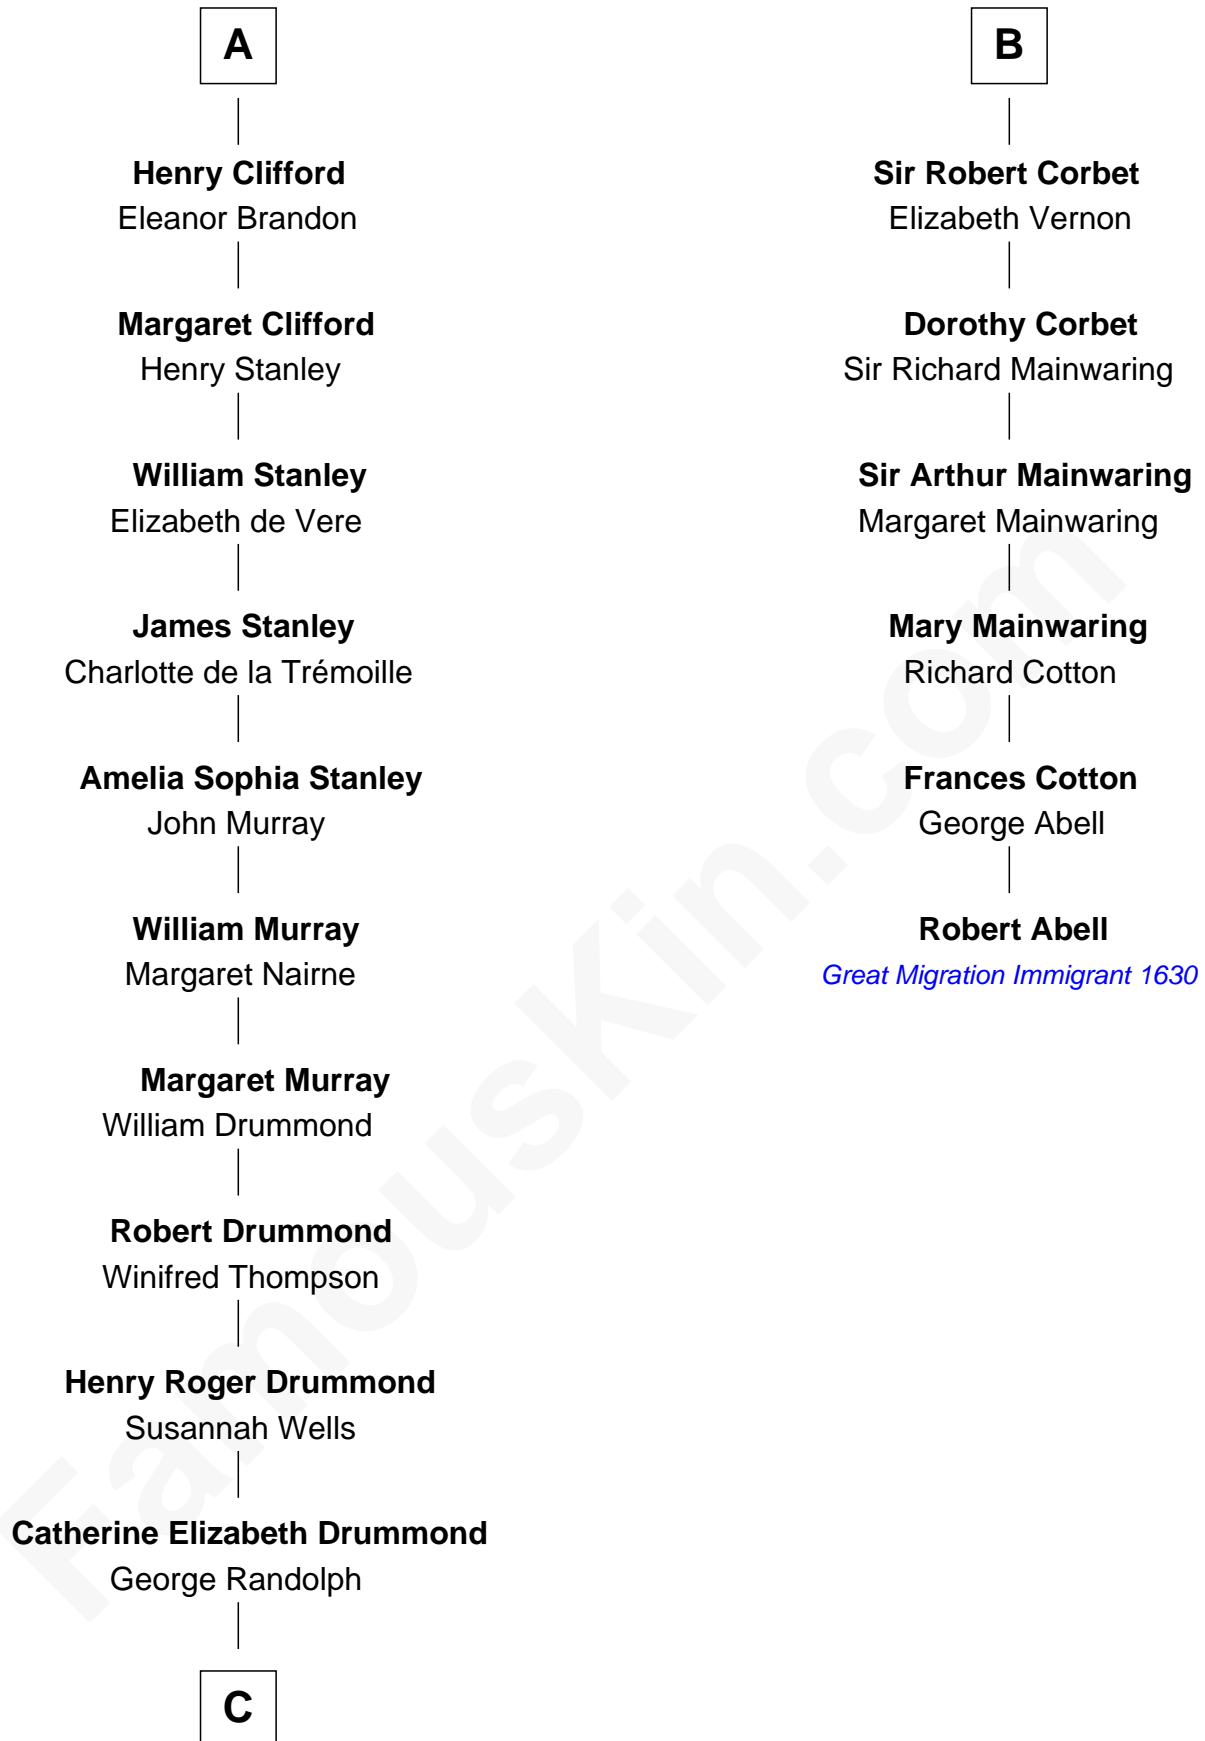 A
Henry Clifford
Eleanor Brandon
Margaret Clifford
Henry Stanley
William Stanley
Elizabeth de Vere
James Stanley
Charlotte de la Trémoille
Amelia Sophia Stanley
John Murray
William Murray
Margaret Nairne
Margaret Murray
William Drummond
Robert Drummond
Winifred Thompson
Henry Roger Drummond
Susannah Wells
Catherine Elizabeth Drummond
George Randolph
C
B
Sir Robert Corbet
Elizabeth Vernon
Dorothy Corbet
Sir Richard Mainwaring
Sir Arthur Mainwaring
Margaret Mainwaring
Mary Mainwaring
Richard Cotton
Frances Cotton
George Abell
Robert Abell
Great Migration Immigrant 1630
FamousKin.com